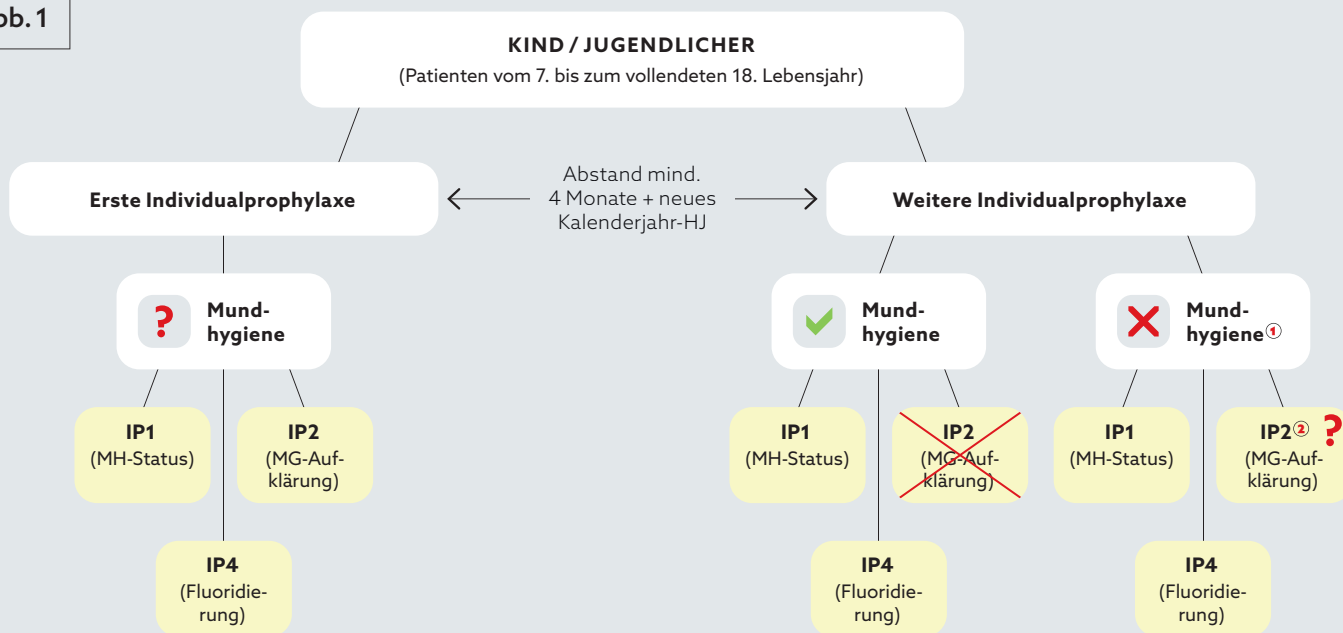 bb. 1
KIND / JUGENDLICHER
(Patienten vom 7. bis zum vollendeten 18. Lebensjahr)
Erste Individualprophylaxe
Abstand mind.
4 Monate + neues
Kalenderjahr-HJ
Weitere Individualprophylaxe
?
Mund-
hygiene
Mund-
hygiene
Mund-
hygiene①
IP1
(MH-Status)
IP2
(MG-Auf-
klärung)
IP4
(Fluoridie-
rung)
IP1
(MH-Status)
IP2
(MG-Auf-
klärung)
IP4
(Fluoridie-
rung)
IP1
(MH-Status)
IP2② ?
(MG-Auf-
klärung)
IP4
(Fluoridie-
rung)